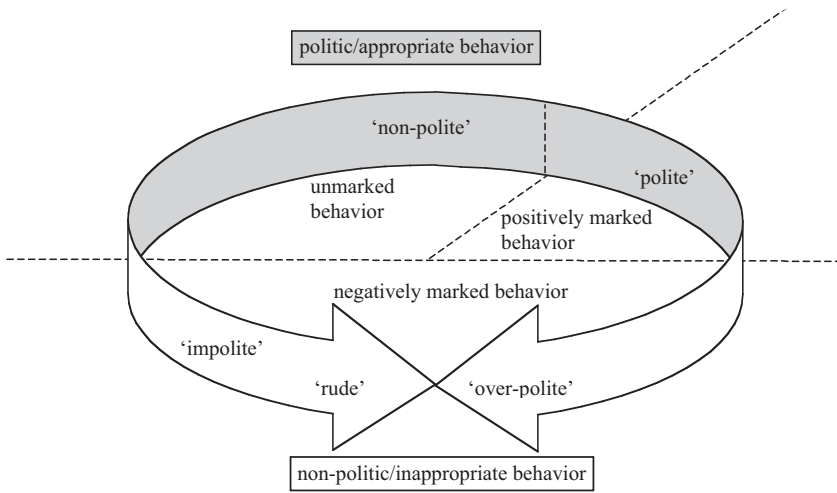 politic/appropriate behavior
‘non-polite’
‘polite’
unmarked
behavior
positively marked
behavior
negatively marked behavior
‘impolite’
‘rude’
‘over-polite’
non-politic/inappropriate behavior